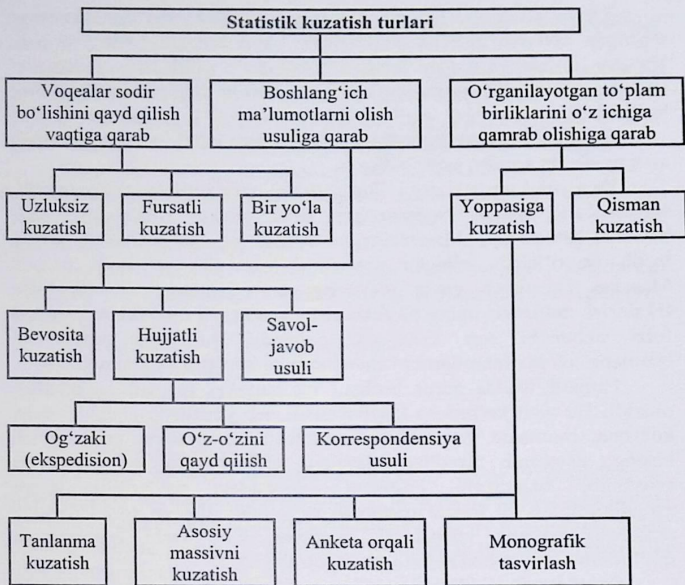 Statistik kuzatish turlari
Voqealar sodir
bo‘lishini qayd qilish
vaqtiga qarab
Boshlang‘ich
ma’lumotlarni olish
usuliga qarab
O‘rganilayotgan to‘plam
birliklarini o‘z ichiga
qamrab olishiga qarab
Uzluksiz
kuzatish
Fursatli
kuzatish
Bir yo‘la
kuzatish
Yoppasiga
kuzatish
Qisman
kuzatish
Bevosita
kuzatish
Hujjatli
kuzatish
Savol-
javob
usuli
Og‘zaki
(ekspedision)
O‘z-o‘zini
qayd qilish
Korrespondensiya
usuli
Tanlanma
kuzatish
Asosiy
massivni
kuzatish
Anketa orqali
kuzatish
Monografik
tasvirlash